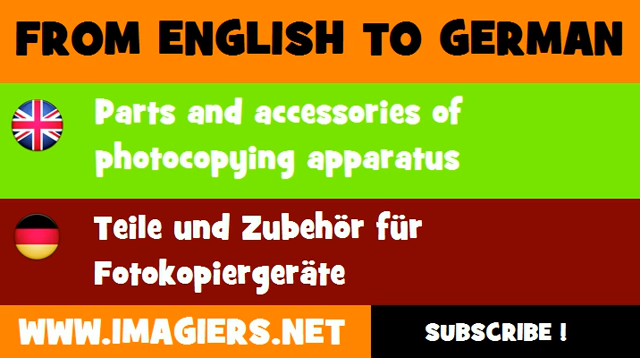 FROM ENGLISH TO GERMAN
Parts and accessories of
photocopying apparatus
Teile und Zubehör für
Fotokopiergeräte
WWW.IMAGIERS.NET
SUBSCRIBE !